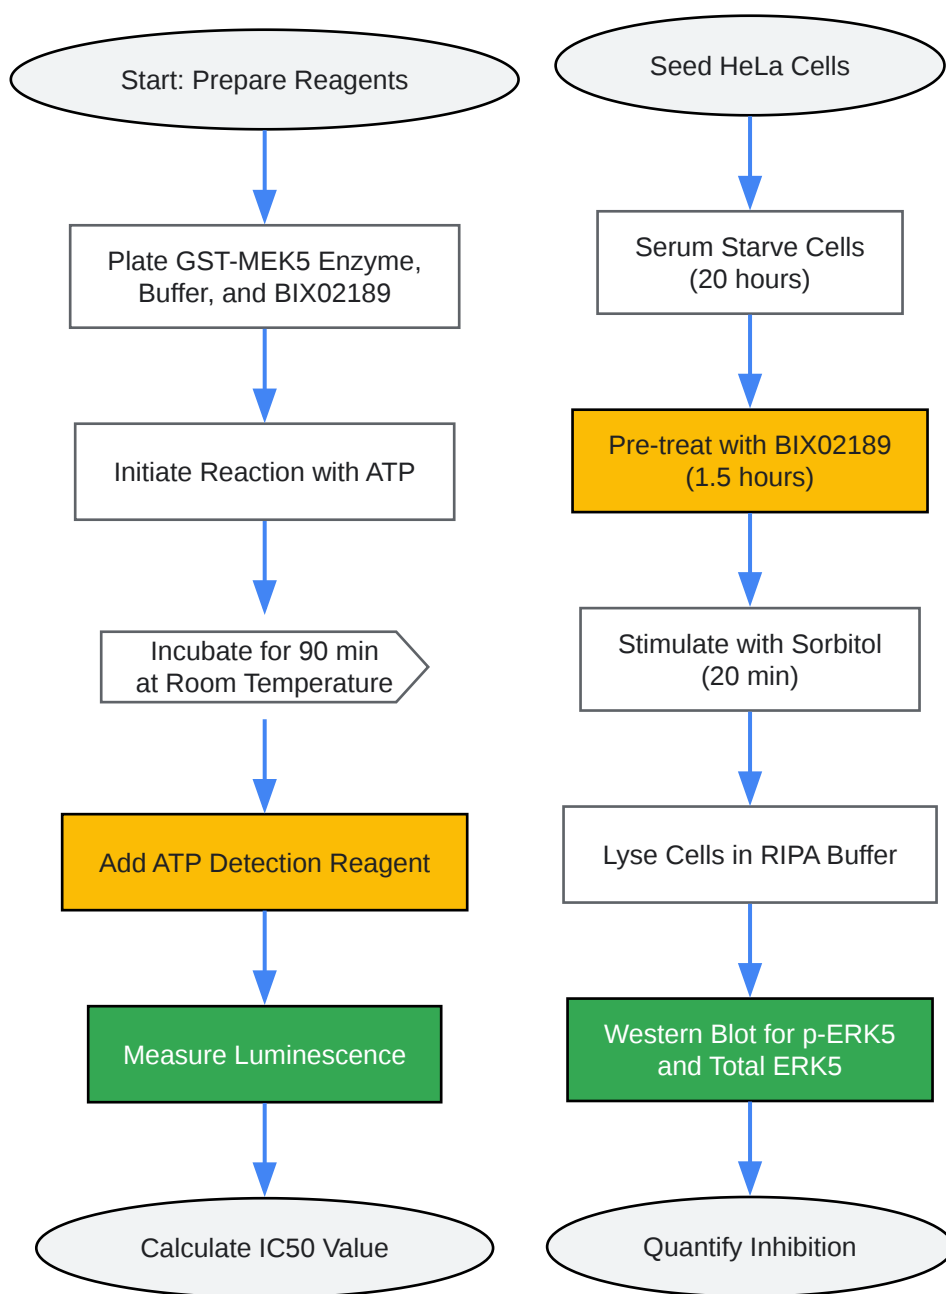 Start: Prepare Reagents
Plate GST-MEK5 Enzyme,
Buffer, and BIX02189
Initiate Reaction with ATP
Incubate for 90 min
at Room Temperature
Add ATP Detection Reagent
Measure Luminescence
Calculate IC50 Value
Seed HeLa Cells
Serum Starve Cells
(20 hours)
Pre-treat with BIX02189
(1.5 hours)
Stimulate with Sorbitol
(20 min)
Lyse Cells in RIPA Buffer
Western Blot for p-ERK5
and Total ERK5
Quantify Inhibition